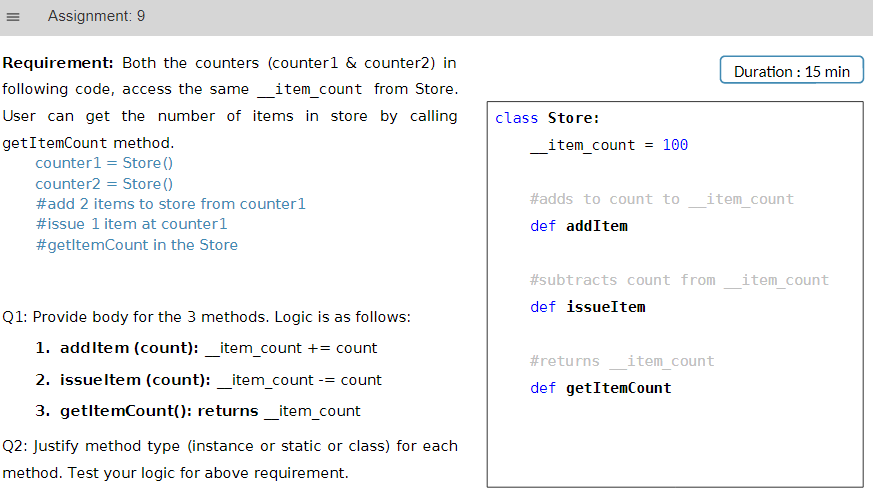 Assignment: 9
Requirement: Both the counters (counter1 & counter2) in
following code, access the same __item_count from Store.
User can get the number of items in store by calling
getItemCount method.
counter1 = Store()
counter2 = Store()
#add 2 items to store from counter1
#issue 1 item at counter1
#getItemCount in the Store
Q1: Provide body for the 3 methods. Logic is as follows:
1. addItem (count): __item_count += count
2. issueItem (count): __item_count -= count
3. getItemCount(): returns __item_count
Q2: Justify method type (instance or static or class) for each
method. Test your logic for above requirement.
Duration : 15 min
class Store:
__item_count = 100
#adds to count to __item_count
def addItem
#subtracts count from __item_count
def issueItem
#returns __item_count
def getItemCount